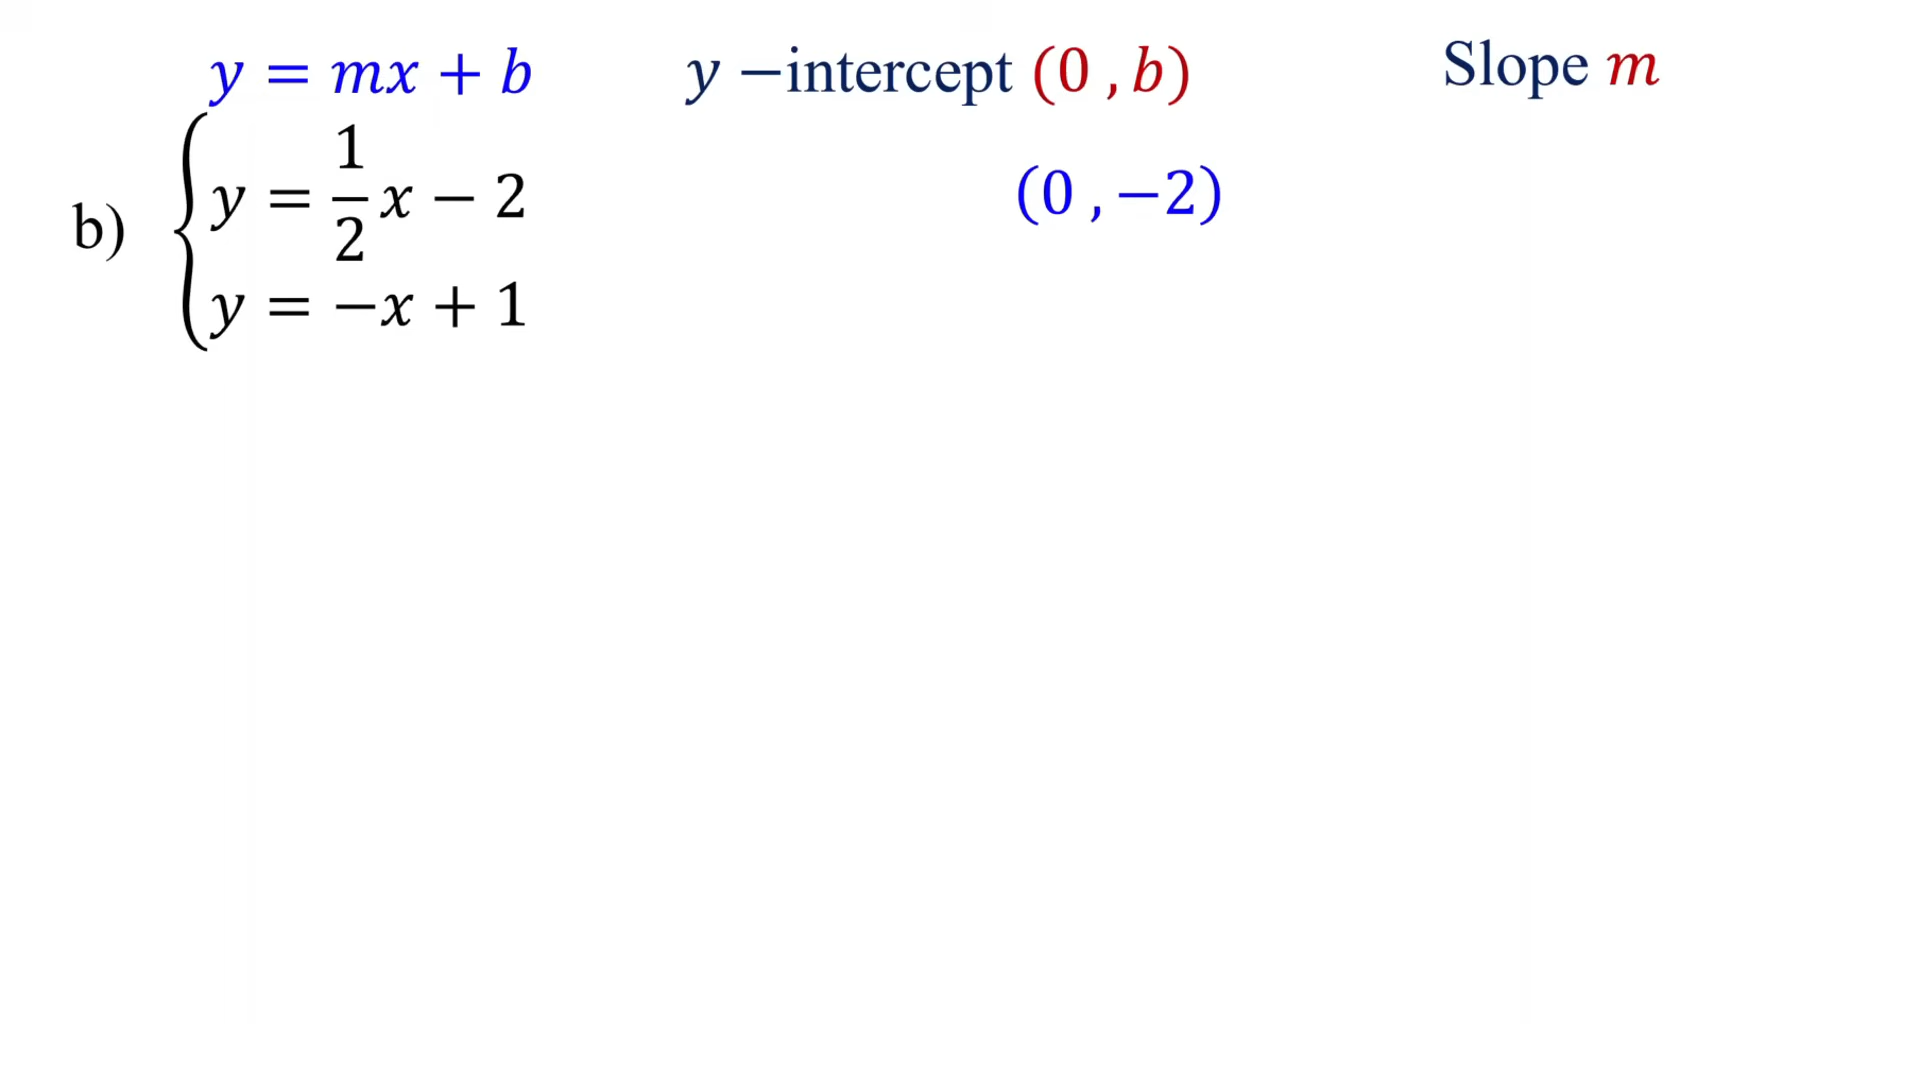 y = mx + b y −intercept (0 , b) Slope m
b) { y = 1/2 x − 2 (0 , −2)
y = −x + 1